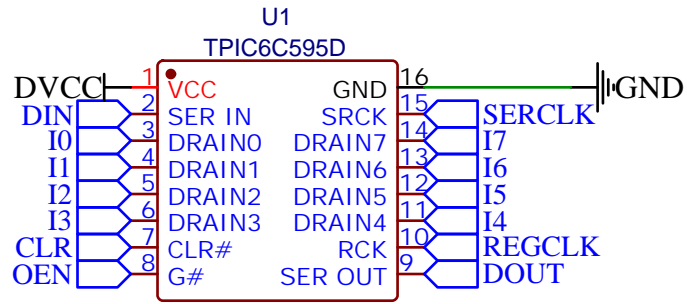 U1
TPIC6C595D
DVCC 1 VCC GND 16 GND
DIN 2 SER IN SRCK 15 SERCLK
I0 3 DRAIN0 DRAIN7 14 I7
I1 4 DRAIN1 DRAIN6 13 I6
I2 5 DRAIN2 DRAIN5 12 I5
I3 6 DRAIN3 DRAIN4 11 I4
CLR 7 CLR# RCK 10 REGCLK
OEN 8 G# SER OUT 9 DOUT